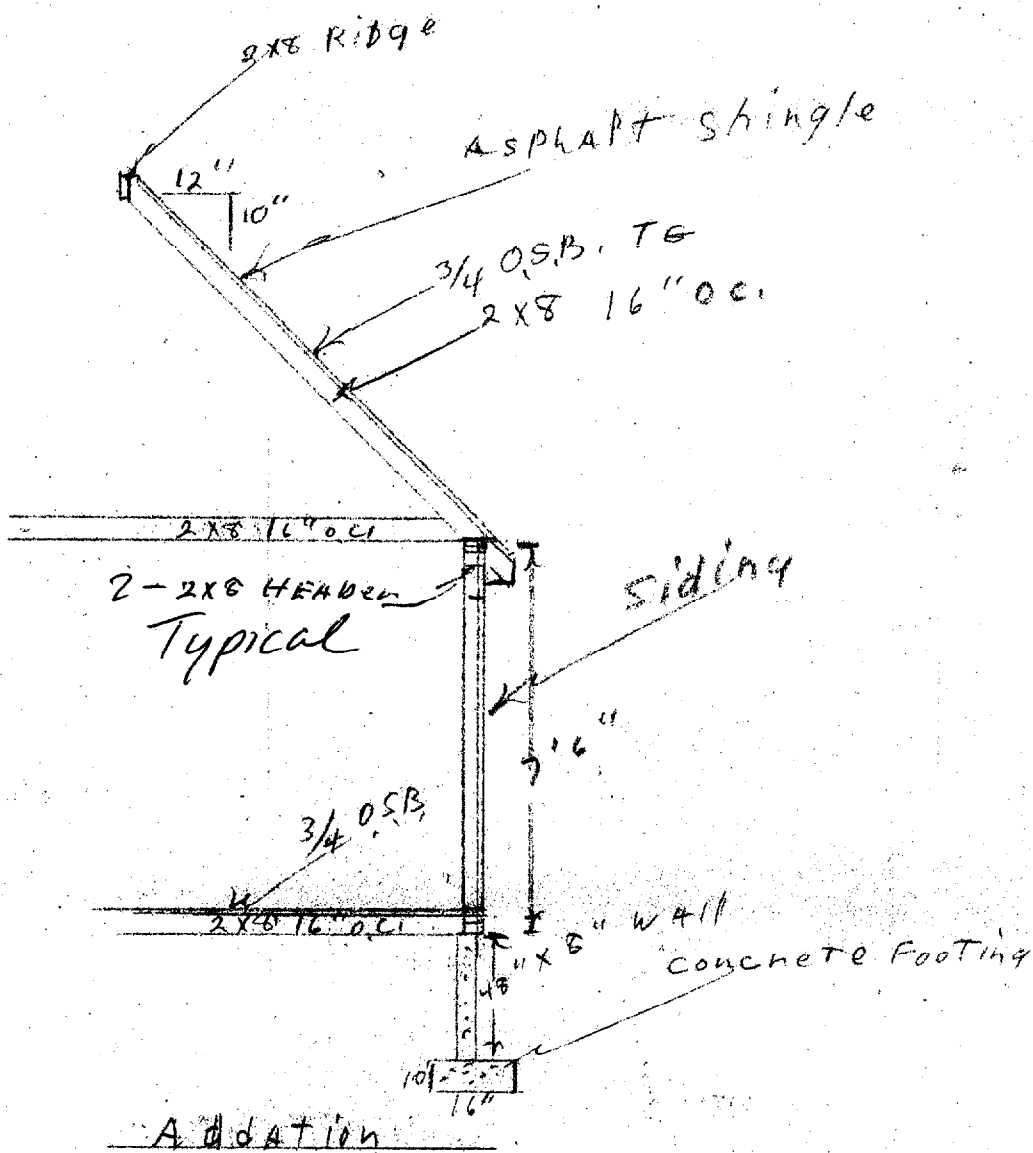 2x8 Ridge
Asphalt shingle
12"
10"
3/4 O.S.B. TG
2x8 16" O.C.
2x8 16" O.C.
2-2x8 HEADER
Typical
Siding
7'6"
3/4 O.S.B.
2x8 16" O.C.
48" x 8" WAll
concrete Footing
10"
16"
Addation